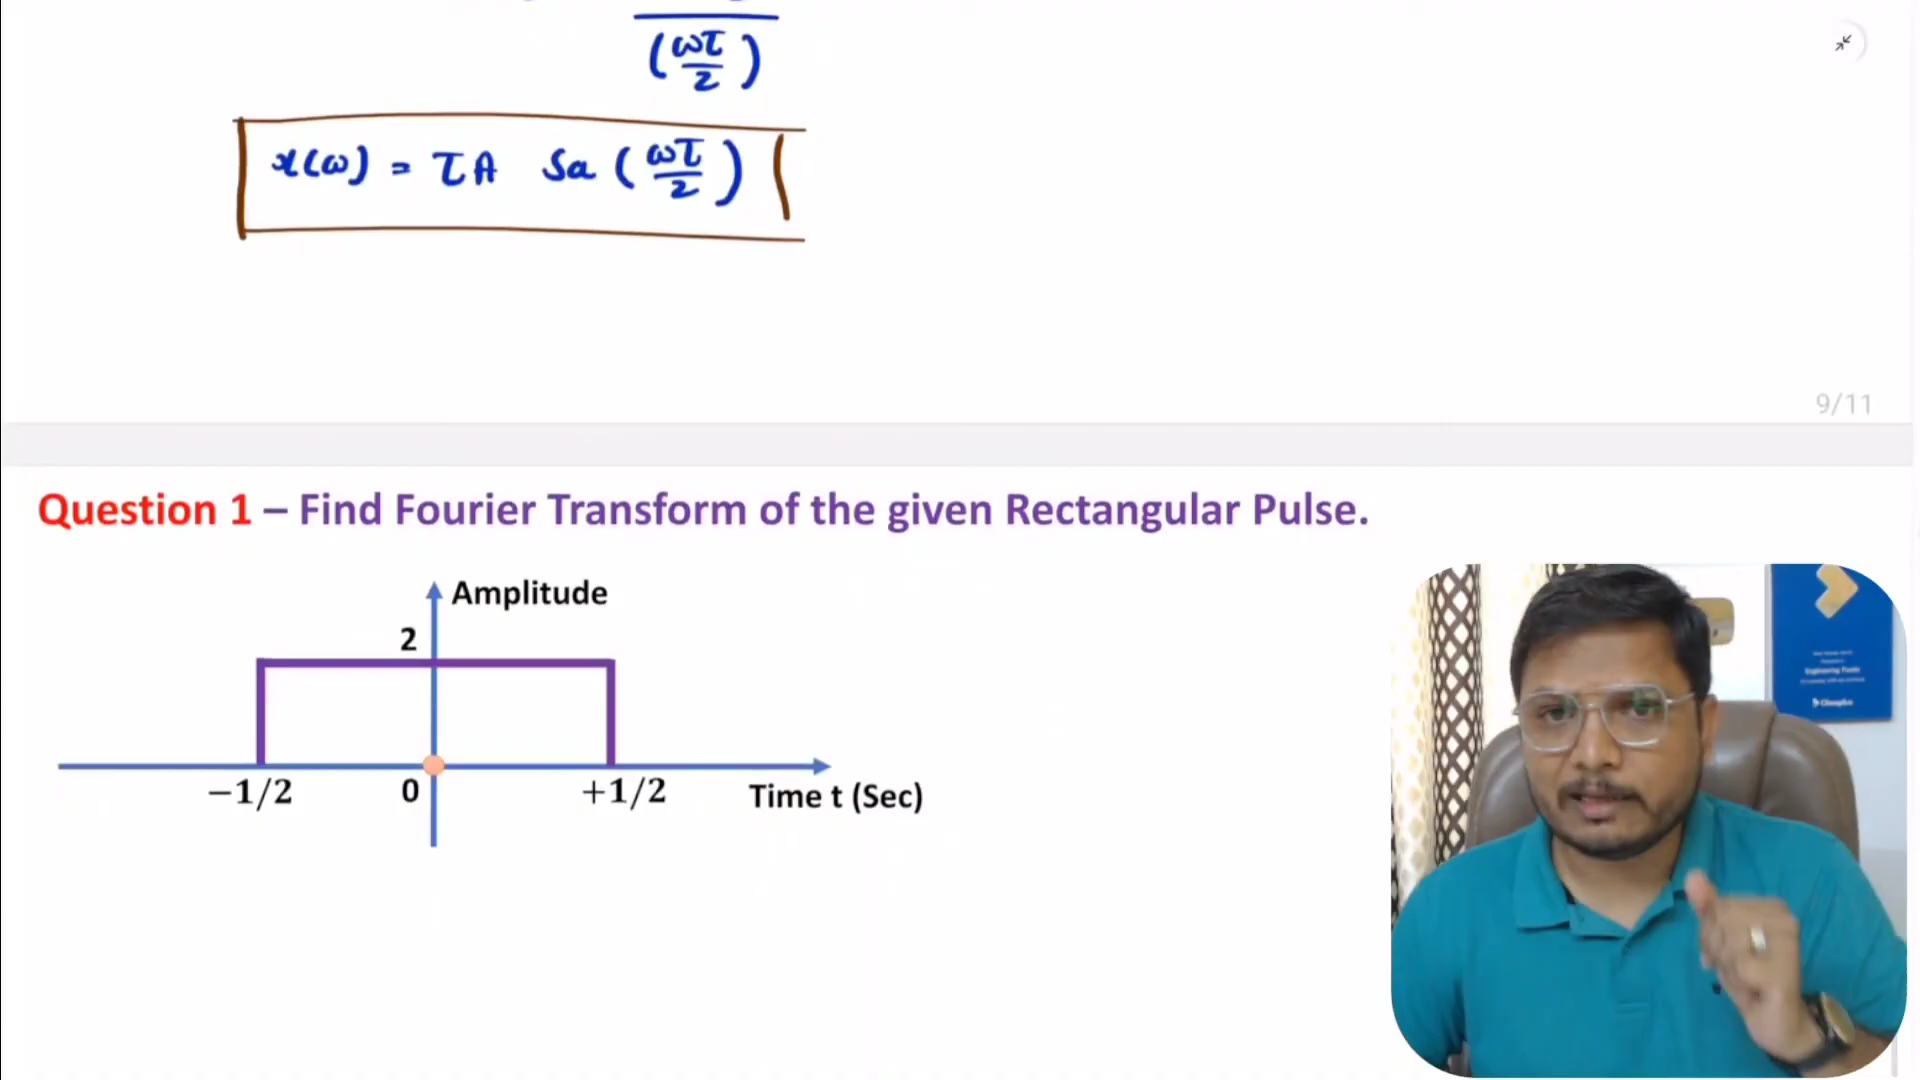 (ωτ/2)
x(ω) = τA Sa (ωτ/2)
9/11
Question 1 – Find Fourier Transform of the given Rectangular Pulse.
Amplitude
2
−1/2 0 +1/2 Time t (Sec)